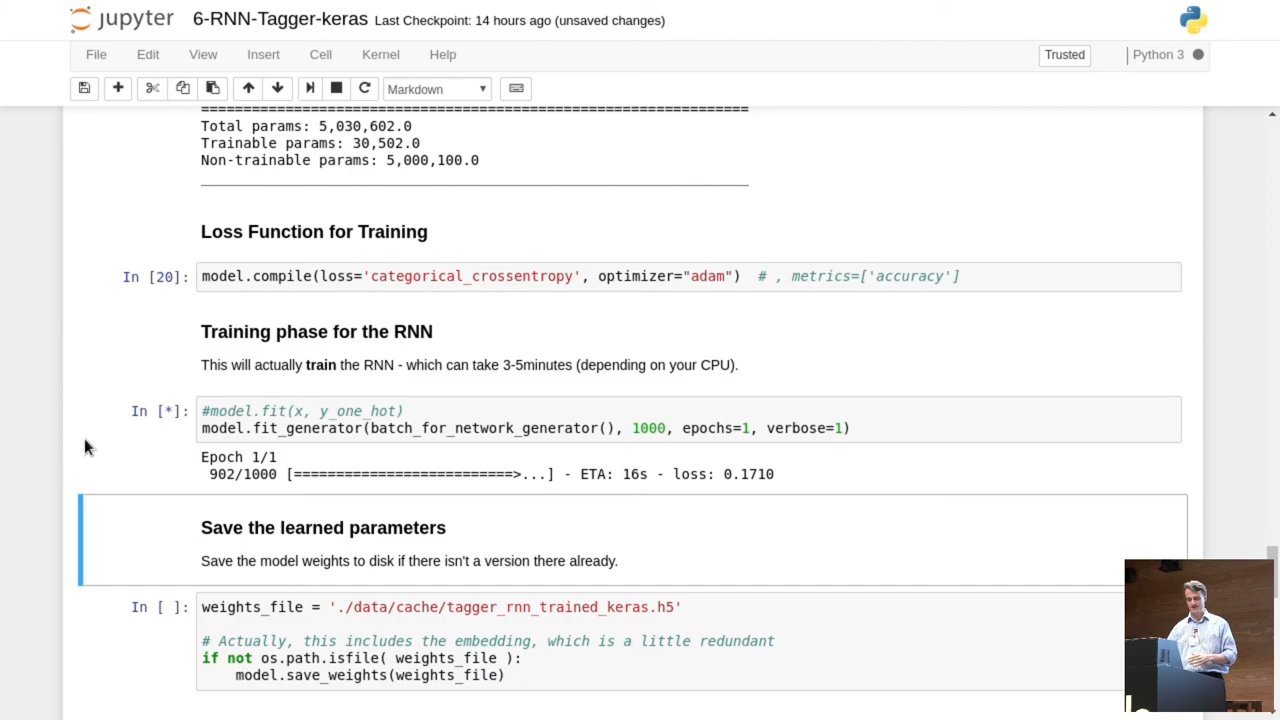 jupyter 6-RNN-Tagger-keras Last Checkpoint: 14 hours ago (unsaved changes)
File Edit View Insert Cell Kernel Help Trusted Python 3
Markdown
Total params: 5,030,602.0
Trainable params: 30,502.0
Non-trainable params: 5,000,100.0
Loss Function for Training
In [20]: model.compile(loss='categorical_crossentropy', optimizer="adam")  # , metrics=['accuracy']
Training phase for the RNN
This will actually train the RNN - which can take 3-5minutes (depending on your CPU).
In [*]: #model.fit(x, y_one_hot)
model.fit_generator(batch_for_network_generator(), 1000, epochs=1, verbose=1)
Epoch 1/1
902/1000 [==========================>...] - ETA: 16s - loss: 0.1710
Save the learned parameters
Save the model weights to disk if there isn't a version there already.
In [ ]: weights_file = './data/cache/tagger_rnn_trained_keras.h5'
# Actually, this includes the embedding, which is a little redundant
if not os.path.isfile( weights_file ):
    model.save_weights(weights_file)